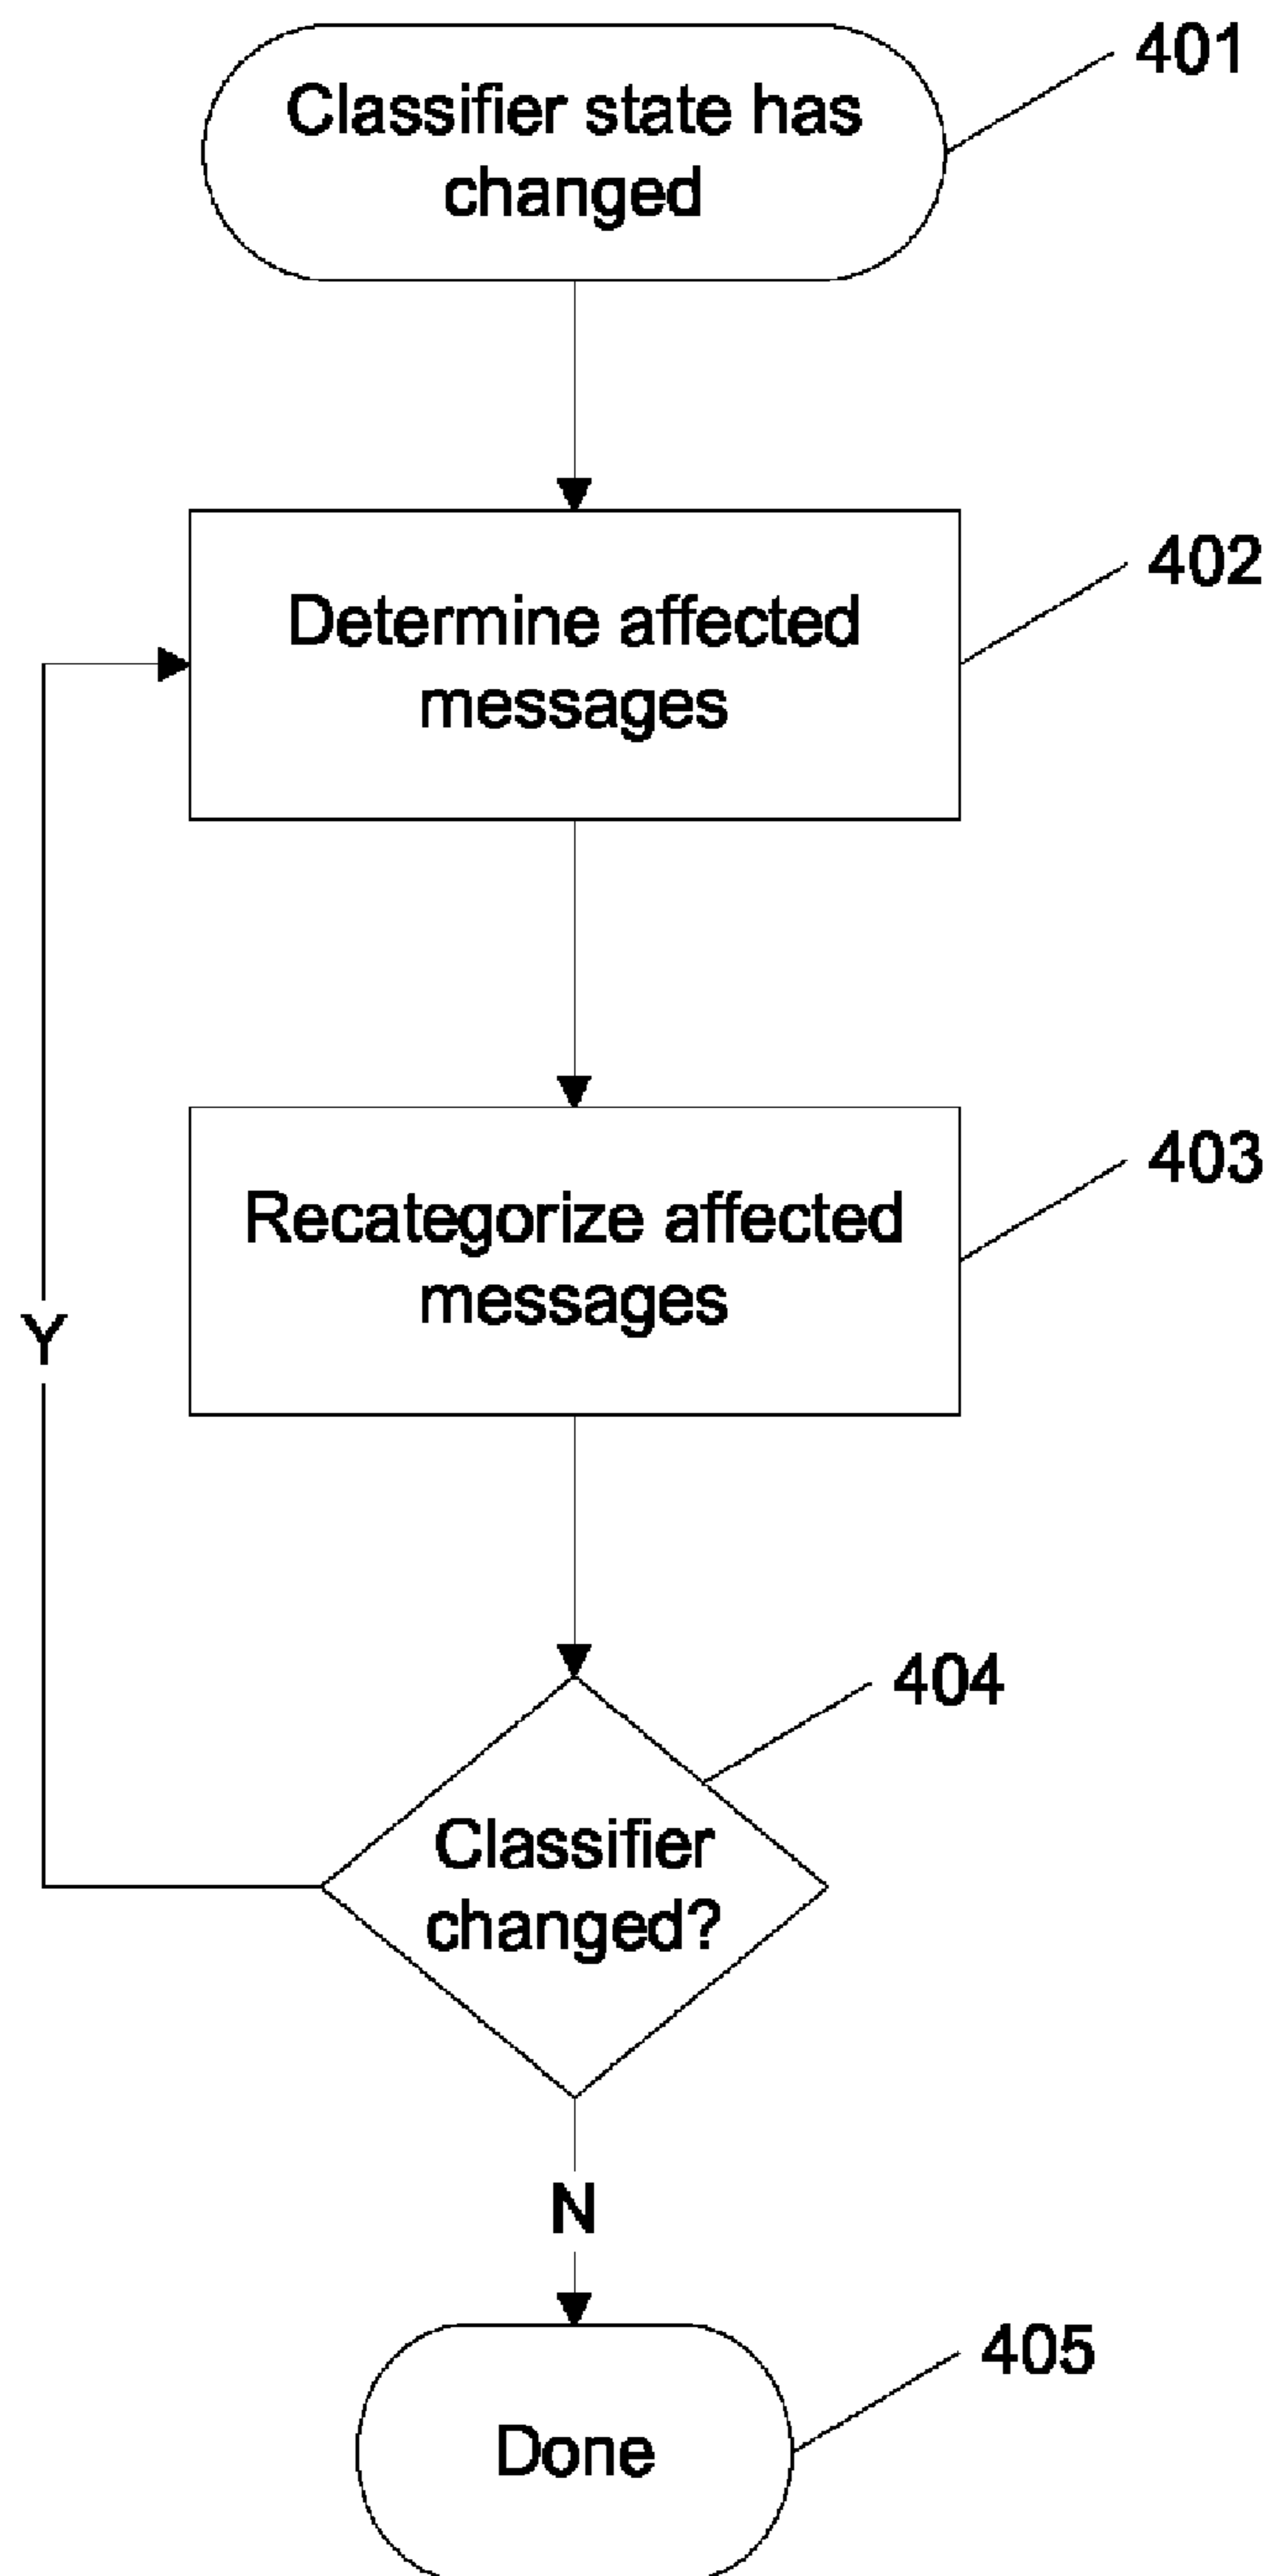 Classifier state has
changed
401
Determine affected
messages
402
Recategorize affected
messages
403
Y
404
Classifier
changed?
N
Done
405